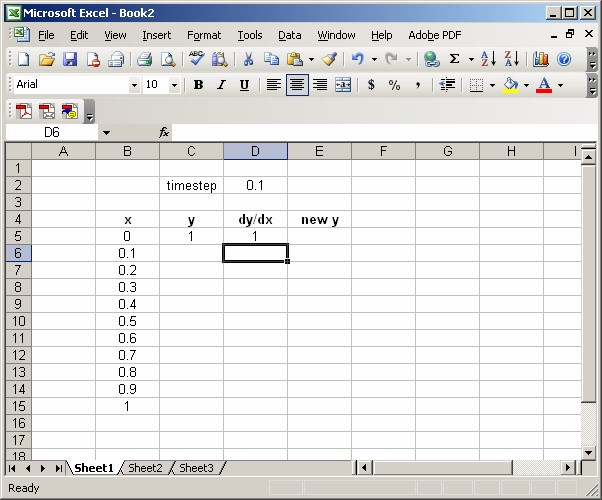 Microsoft Excel - Book2
File Edit View Insert Format Tools Data Window Help Adobe PDF
Arial 10 B I U $ % , A
D6 fx
A B C D E F G H I
1
2 timestep 0.1
3
4 x y dy/dx new y
5 0 1 1
6 0.1
7 0.2
8 0.3
9 0.4
10 0.5
11 0.6
12 0.7
13 0.8
14 0.9
15 1
16
17
18
Sheet1 Sheet2 Sheet3
Ready